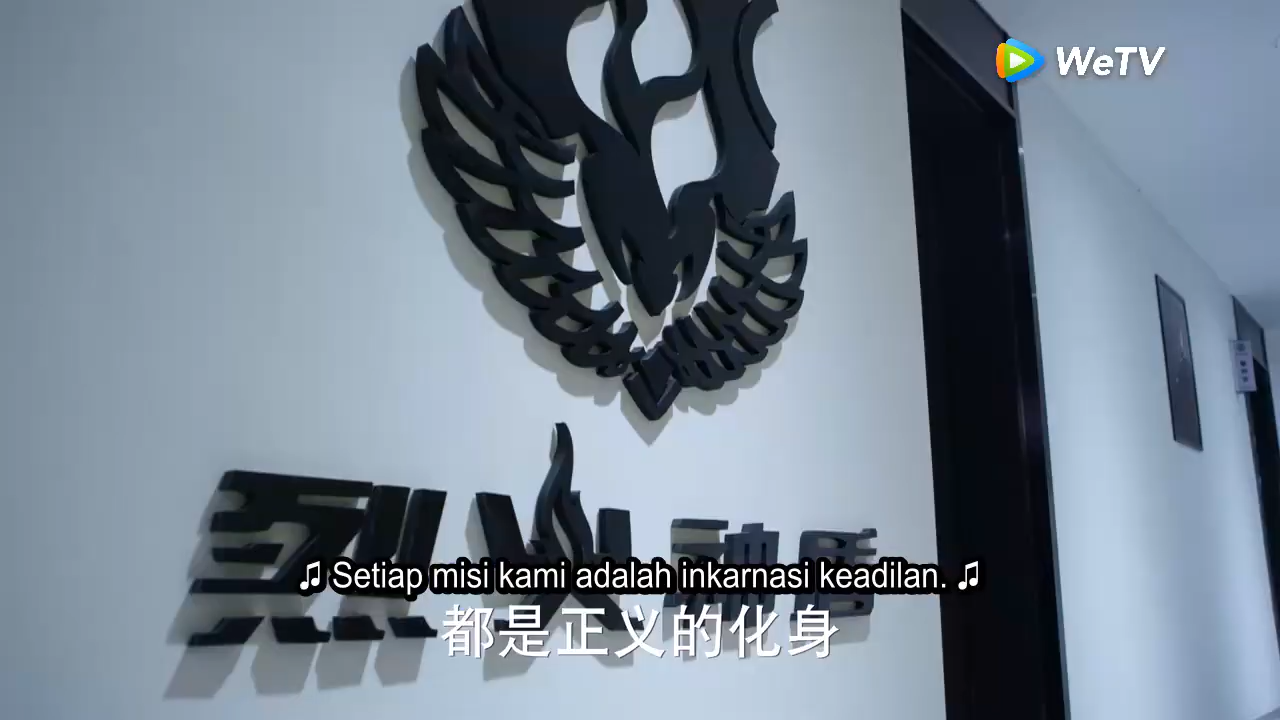 WeTV
烈火神盾
♫ Setiap misi kami adalah inkarnasi keadilan. ♫
都是正义的化身